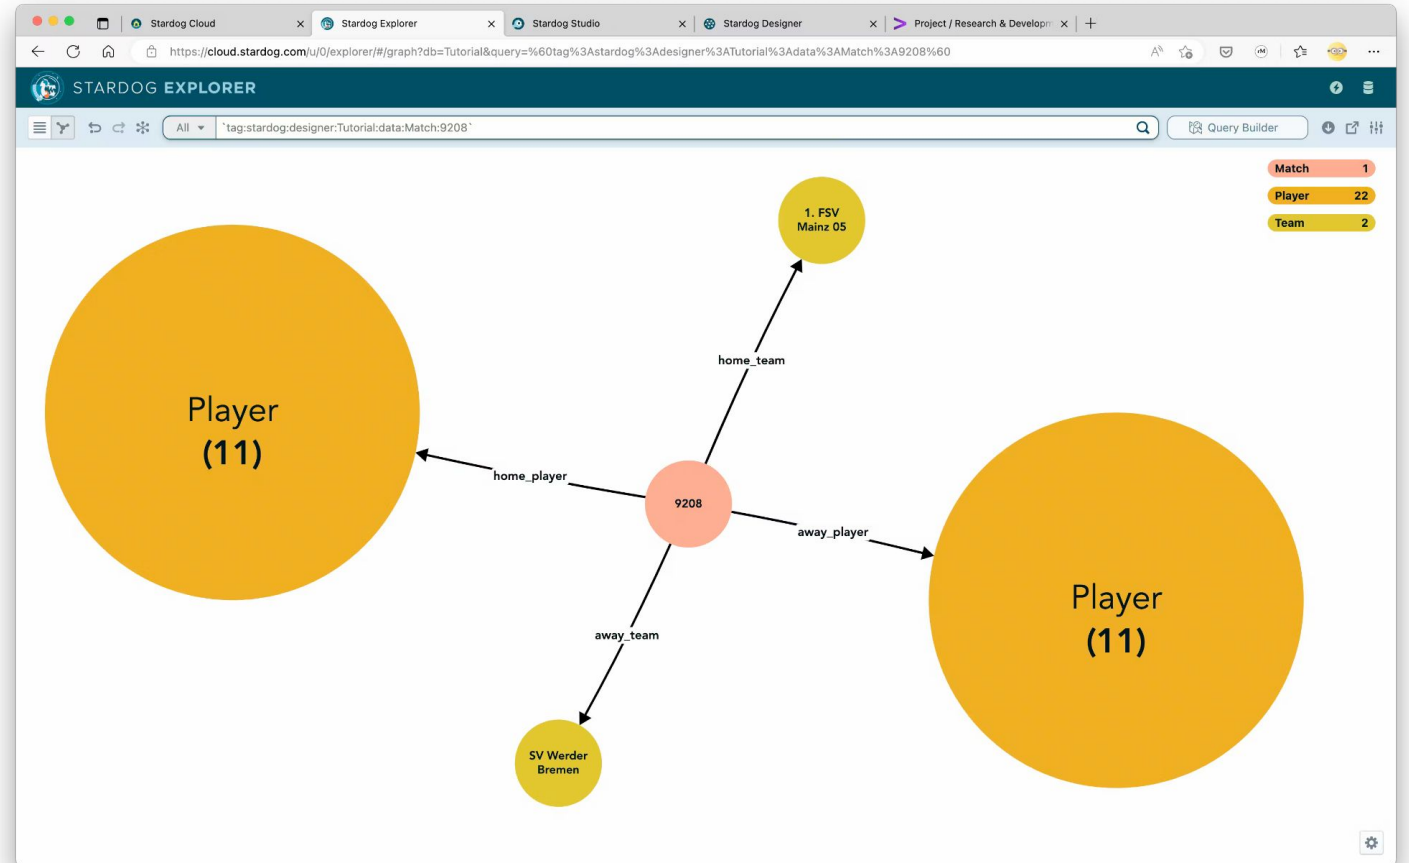 Stardog Cloud
Stardog Explorer
Stardog Studio
Stardog Designer
Project / Research & Developm
https://cloud.stardog.com/u/0/explorer/#/graph?db=Tutorial&query=%60tag%3Astardog%3Adesigner%3ATutorial%3Adata%3AMatch%3A9208%60
STARDOG EXPLORER
All
`tag:stardog:designer:Tutorial:data:Match:9208`
Query Builder
Match 1
Player 22
Team 2
1. FSV
Mainz 05
home_team
Player
(11)
home_player
9208
away_player
Player
(11)
away_team
SV Werder
Bremen